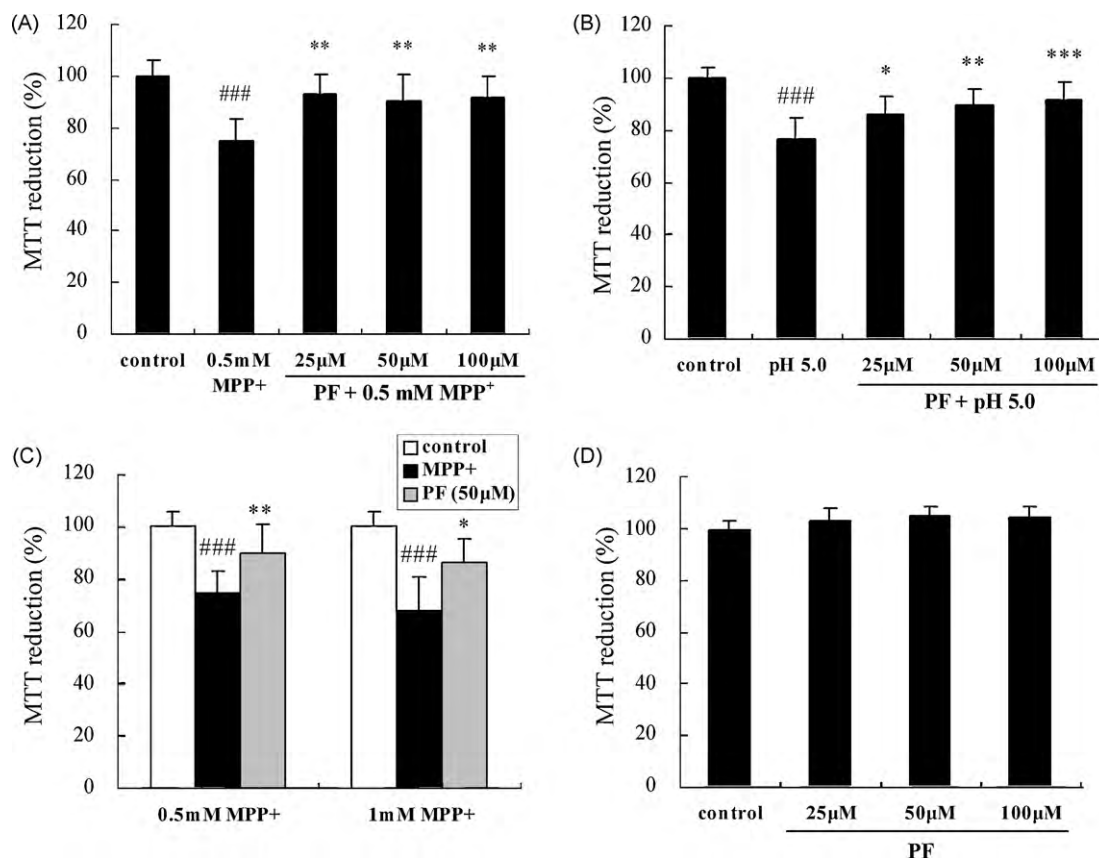 (A)
120
100
80
60
40
20
0
MTT reduction (%)
###
**
**
**
control
0.5mM MPP+
25µM
50µM
100µM
PF + 0.5 mM MPP⁺
(B)
120
100
80
60
40
20
0
MTT reduction (%)
###
*
**
***
control
pH 5.0
25µM
50µM
100µM
PF + pH 5.0
(C)
control
MPP+
PF (50µM)
120
100
80
60
40
20
0
MTT reduction (%)
###
**
###
*
0.5mM MPP+
1mM MPP+
(D)
120
100
80
60
40
20
0
MTT reduction (%)
control
25µM
50µM
100µM
PF